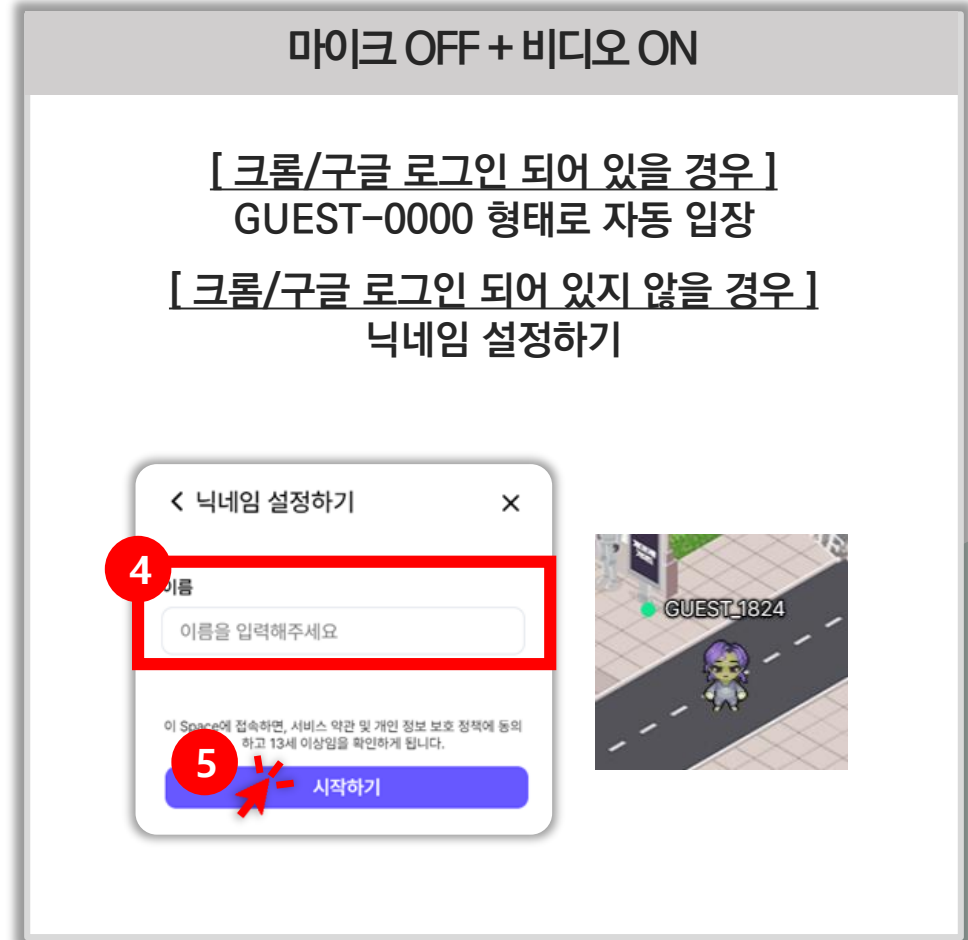 마이크 OFF + 비디오 ON
[ 크롬/구글 로그인 되어 있을 경우 ]
GUEST-0000 형태로 자동 입장
[ 크롬/구글 로그인 되어 있지 않을 경우 ]
닉네임 설정하기
닉네임 설정하기
4
이름
이름을 입력해주세요
GUEST_1824
이 Space에 접속하면, 서비스 약관 및 개인 정보 보호 정책에 동의
하고 13세 이상임을 확인하게 됩니다.
5
시작하기